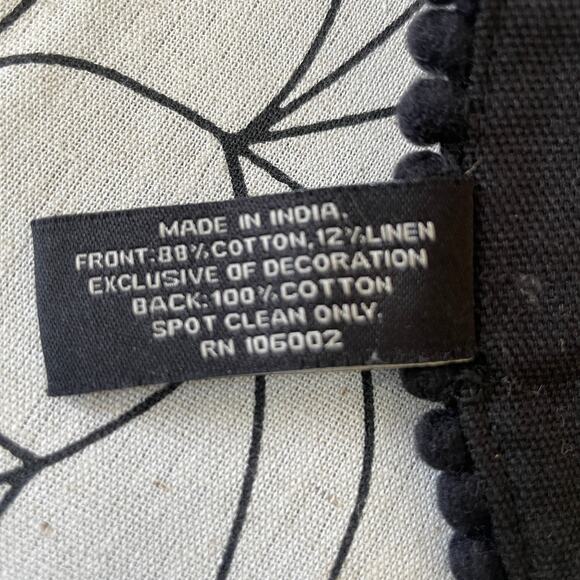 MADE IN INDIA.
FRONT:88%COTTON,12%LINEN
EXCLUSIVE OF DECORATION
BACK:100%COTTON
SPOT CLEAN ONLY.
RN 106002